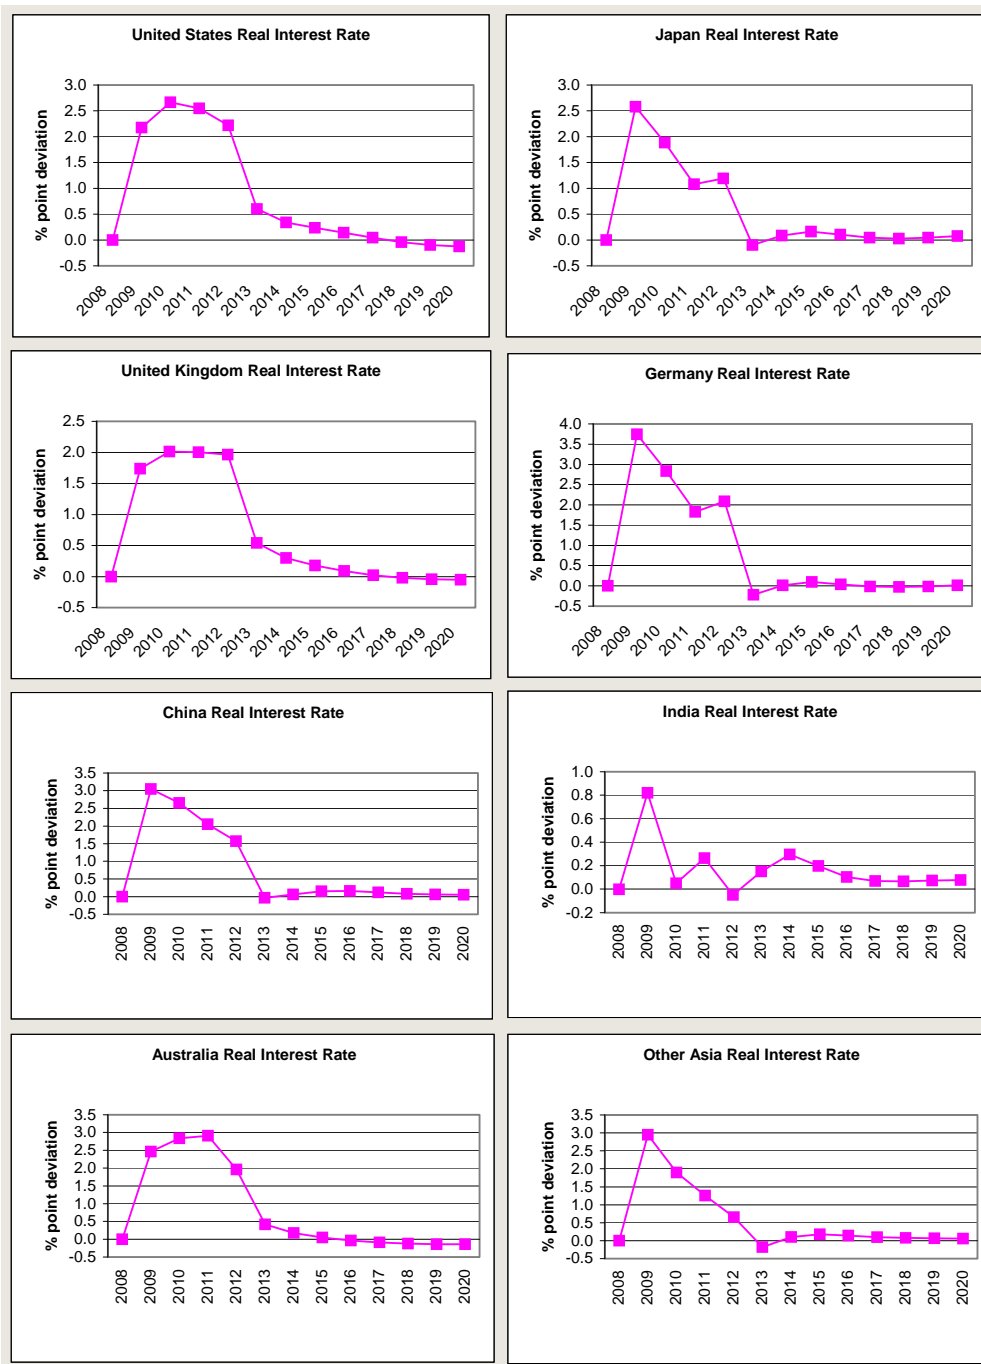 United States Real Interest Rate
% point deviation
3.0
2.5
2.0
1.5
1.0
0.5
0.0
-0.5
2008 2009 2010 2011 2012 2013 2014 2015 2016 2017 2018 2019 2020
Japan Real Interest Rate
% point deviation
3.0
2.5
2.0
1.5
1.0
0.5
0.0
-0.5
2008 2009 2010 2011 2012 2013 2014 2015 2016 2017 2018 2019 2020
United Kingdom Real Interest Rate
% point deviation
2.5
2.0
1.5
1.0
0.5
0.0
-0.5
2008 2009 2010 2011 2012 2013 2014 2015 2016 2017 2018 2019 2020
Germany Real Interest Rate
% point deviation
4.0
3.5
3.0
2.5
2.0
1.5
1.0
0.5
0.0
-0.5
2008 2009 2010 2011 2012 2013 2014 2015 2016 2017 2018 2019 2020
China Real Interest Rate
% point deviation
3.5
3.0
2.5
2.0
1.5
1.0
0.5
0.0
-0.5
2008 2009 2010 2011 2012 2013 2014 2015 2016 2017 2018 2019 2020
India Real Interest Rate
% point deviation
1.0
0.8
0.6
0.4
0.2
0.0
-0.2
2008 2009 2010 2011 2012 2013 2014 2015 2016 2017 2018 2019 2020
Australia Real Interest Rate
% point deviation
3.5
3.0
2.5
2.0
1.5
1.0
0.5
0.0
-0.5
2008 2009 2010 2011 2012 2013 2014 2015 2016 2017 2018 2019 2020
Other Asia Real Interest Rate
% point deviation
3.5
3.0
2.5
2.0
1.5
1.0
0.5
0.0
-0.5
2008 2009 2010 2011 2012 2013 2014 2015 2016 2017 2018 2019 2020